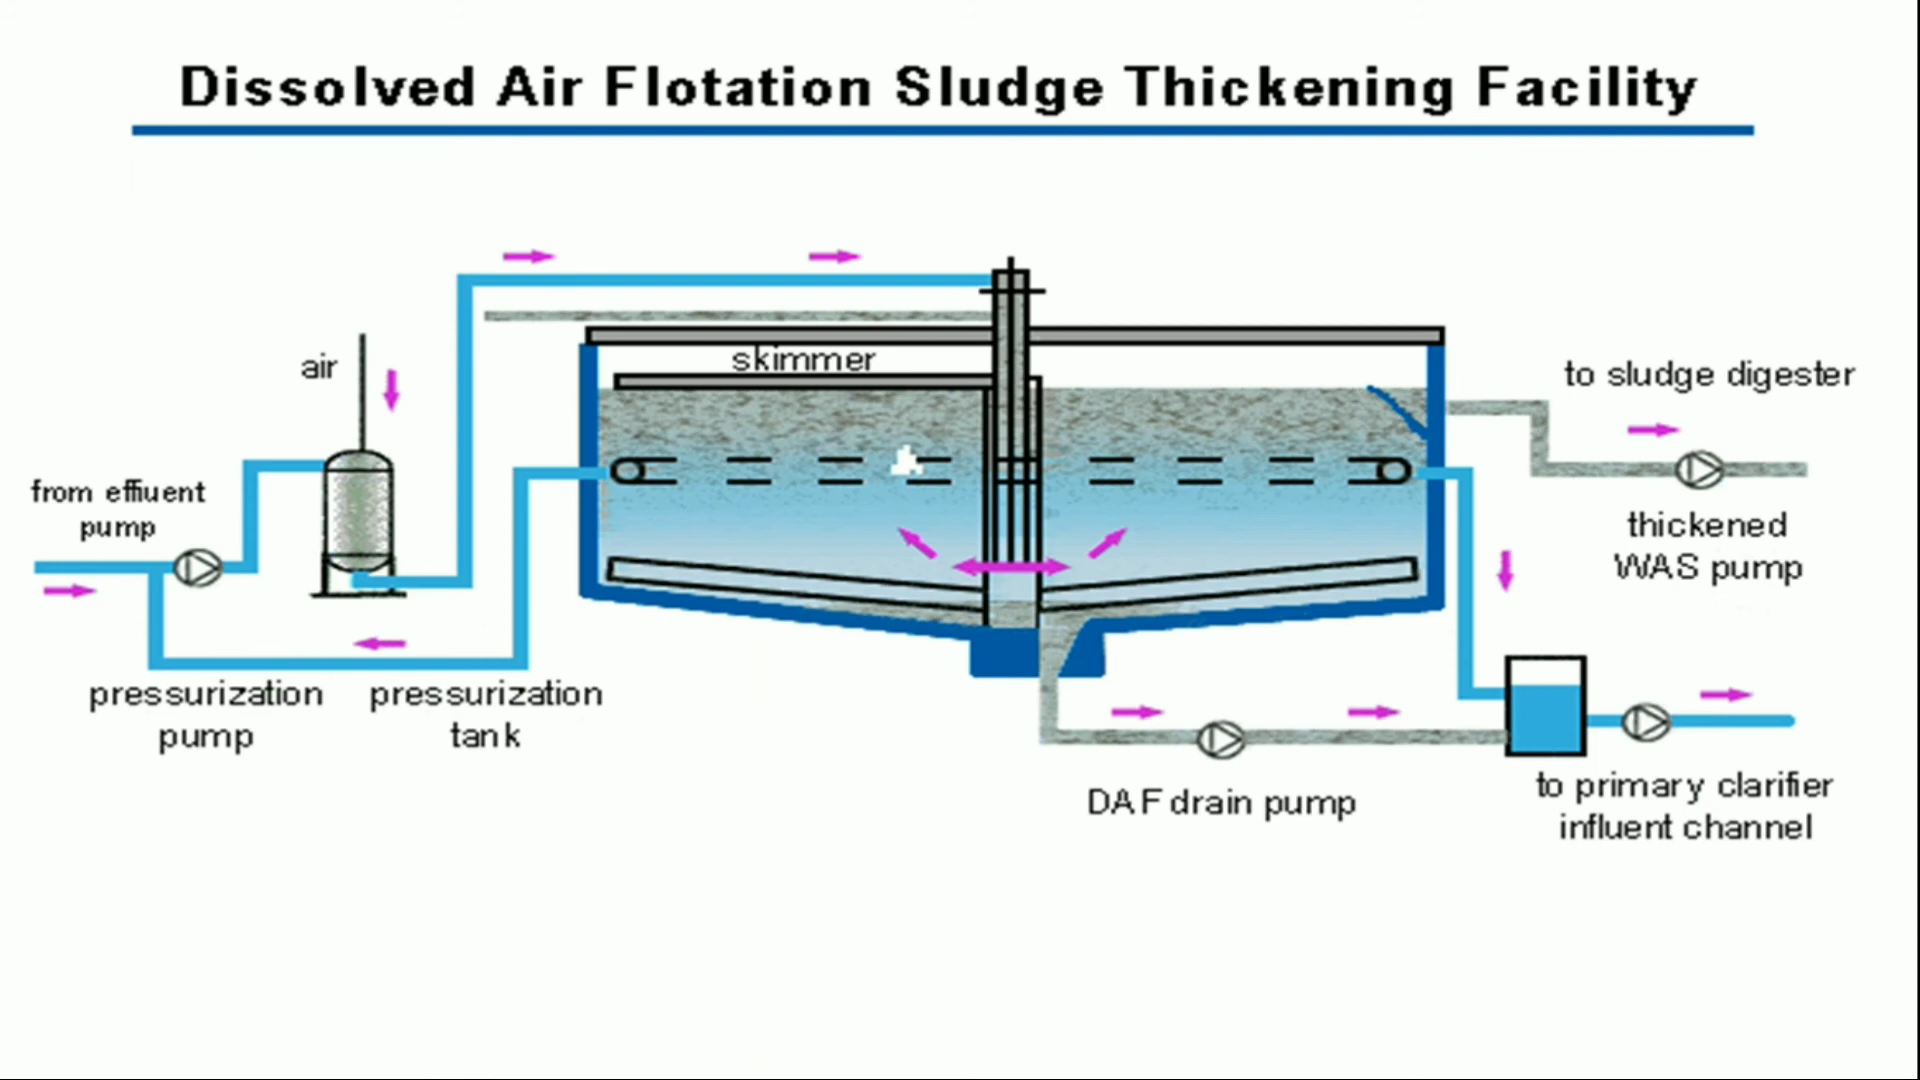 Dissolved Air Flotation Sludge Thickening Facility
skimmer
air
to sludge digester
from effluent
pump
thickened
WAS pump
pressurization
pump
pressurization
tank
DAF drain pump
to primary clarifier
influent channel